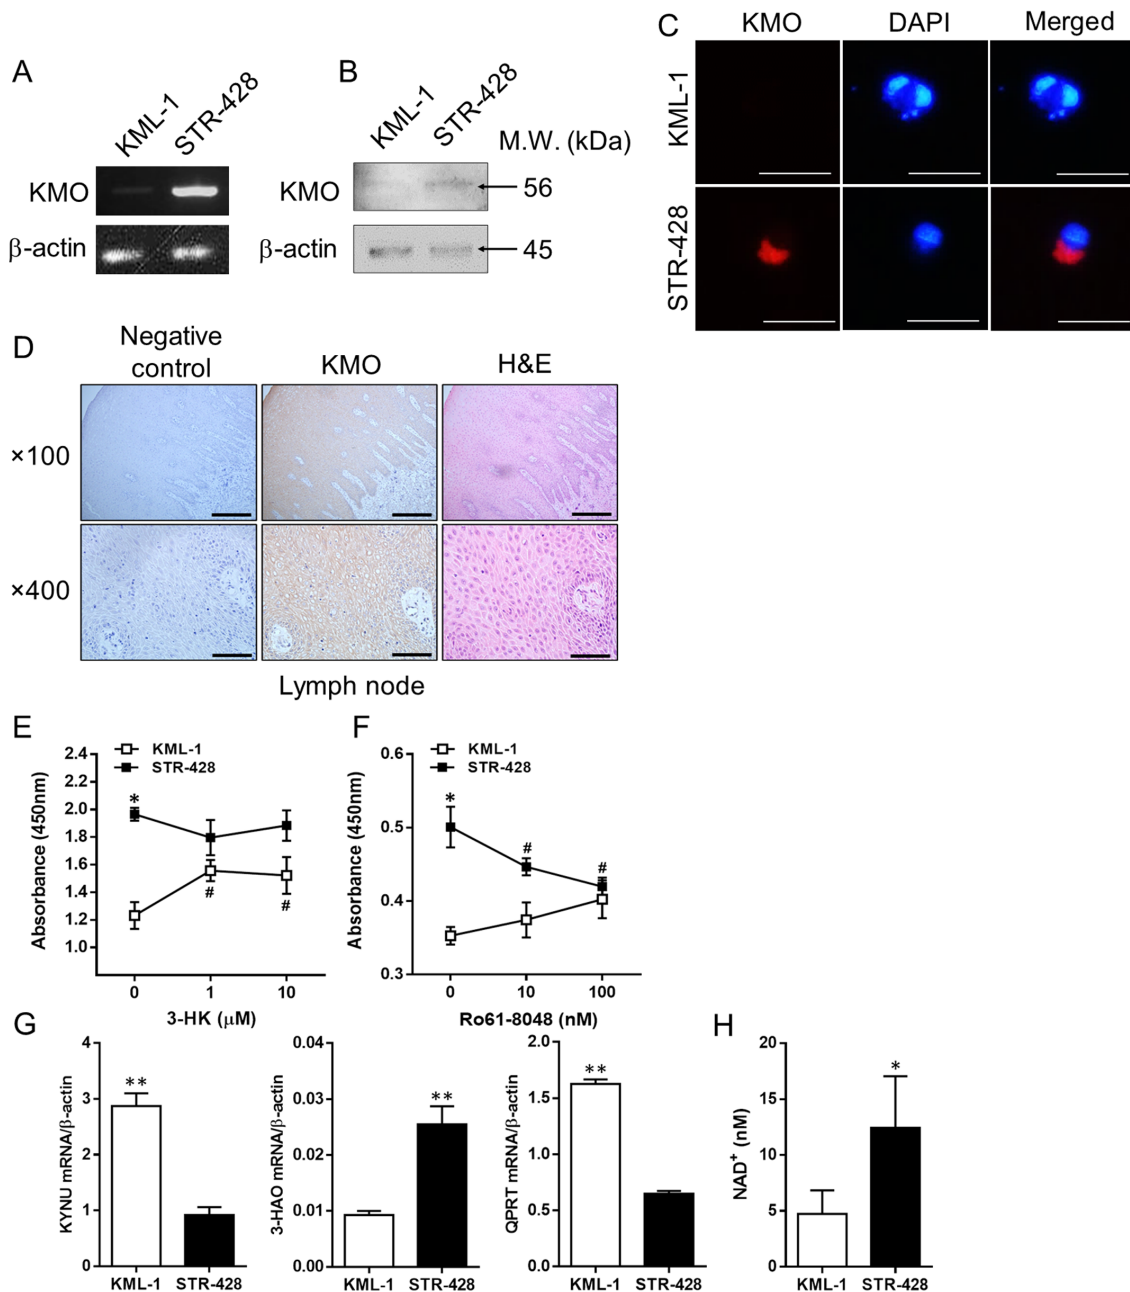 A
KML-1
STR-428
KMO
β-actin
B
KML-1
STR-428
M.W. (kDa)
KMO
56
β-actin
45
C
KMO
DAPI
Merged
KML-1
STR-428
D
Negative
control
KMO
H&E
×100
×400
Lymph node
E
KML-1
STR-428
Absorbance (450nm)
2.4
2.2
2.0
1.8
1.6
1.4
1.2
1.0
*
#
#
0
1
10
3-HK (μM)
F
KML-1
STR-428
Absorbance (450nm)
0.6
0.5
0.4
0.3
*
#
#
0
10
100
Ro61-8048 (nM)
G
KYNU mRNA/β-actin
4
3
2
1
0
**
KML-1
STR-428
3-HAO mRNA/β-actin
0.04
0.03
0.02
0.01
0.00
**
KML-1
STR-428
QPRT mRNA/β-actin
2.0
1.5
1.0
0.5
0.0
**
KML-1
STR-428
H
NAD+ (nM)
20
15
10
5
0
*
KML-1
STR-428